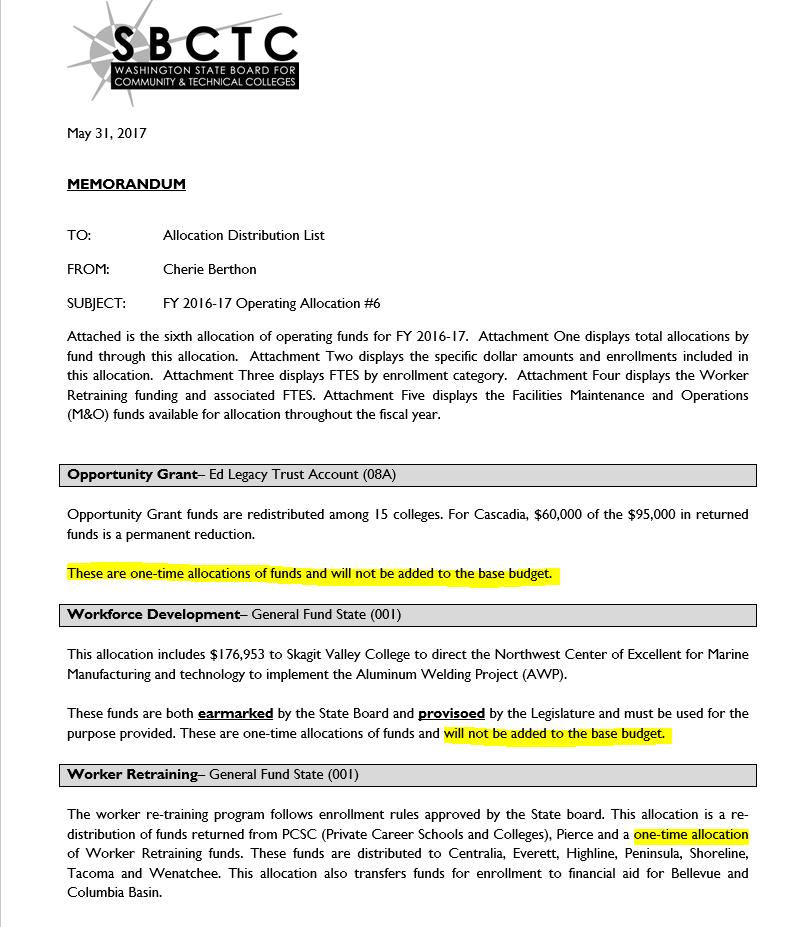 SBCTC
WASHINGTON STATE BOARD FOR
COMMUNITY & TECHNICAL COLLEGES
May 31, 2017
MEMORANDUM
TO: Allocation Distribution List
FROM: Cherie Berthon
SUBJECT: FY 2016-17 Operating Allocation #6
Attached is the sixth allocation of operating funds for FY 2016-17. Attachment One displays total allocations by
fund through this allocation. Attachment Two displays the specific dollar amounts and enrollments included in
this allocation. Attachment Three displays FTES by enrollment category. Attachment Four displays the Worker
Retraining funding and associated FTES. Attachment Five displays the Facilities Maintenance and Operations
(M&O) funds available for allocation throughout the fiscal year.
Opportunity Grant– Ed Legacy Trust Account (08A)
Opportunity Grant funds are redistributed among 15 colleges. For Cascadia, $60,000 of the $95,000 in returned
funds is a permanent reduction.
These are one-time allocations of funds and will not be added to the base budget.
Workforce Development– General Fund State (001)
This allocation includes $176,953 to Skagit Valley College to direct the Northwest Center of Excellent for Marine
Manufacturing and technology to implement the Aluminum Welding Project (AWP).
These funds are both earmarked by the State Board and provisoed by the Legislature and must be used for the
purpose provided. These are one-time allocations of funds and will not be added to the base budget.
Worker Retraining– General Fund State (001)
The worker re-training program follows enrollment rules approved by the State board. This allocation is a re-
distribution of funds returned from PCSC (Private Career Schools and Colleges), Pierce and a one-time allocation
of Worker Retraining funds. These funds are distributed to Centralia, Everett, Highline, Peninsula, Shoreline,
Tacoma and Wenatchee. This allocation also transfers funds for enrollment to financial aid for Bellevue and
Columbia Basin.